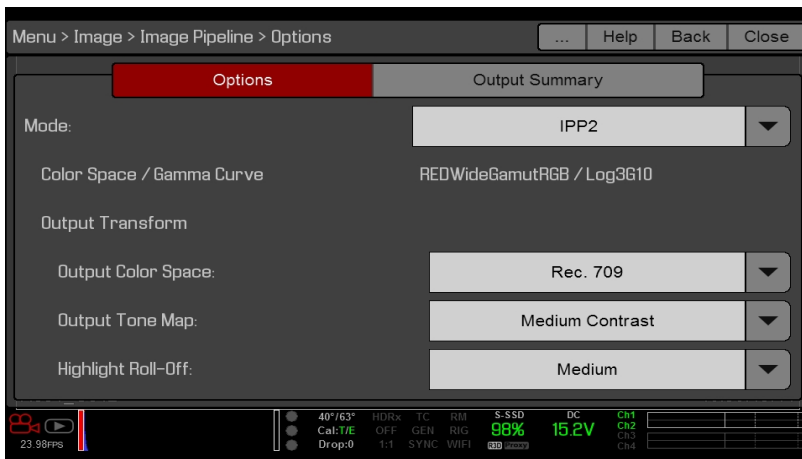 Menu > Image > Image Pipeline > Options ... Help Back Close
Options Output Summary
Mode: IPP2
Color Space / Gamma Curve REDWideGamutRGB / Log3G10
Output Transform
Output Color Space: Rec. 709
Output Tone Map: Medium Contrast
Highlight Roll-Off: Medium
40°/63° HDRx TC RM S-SSD DC Ch1
Cal:T/E OFF GEN RIG 98% 15.2V Ch2
Ch3
23.98FPS Drop:0 1:1 SYNC WIFI R3D Proxy Ch4